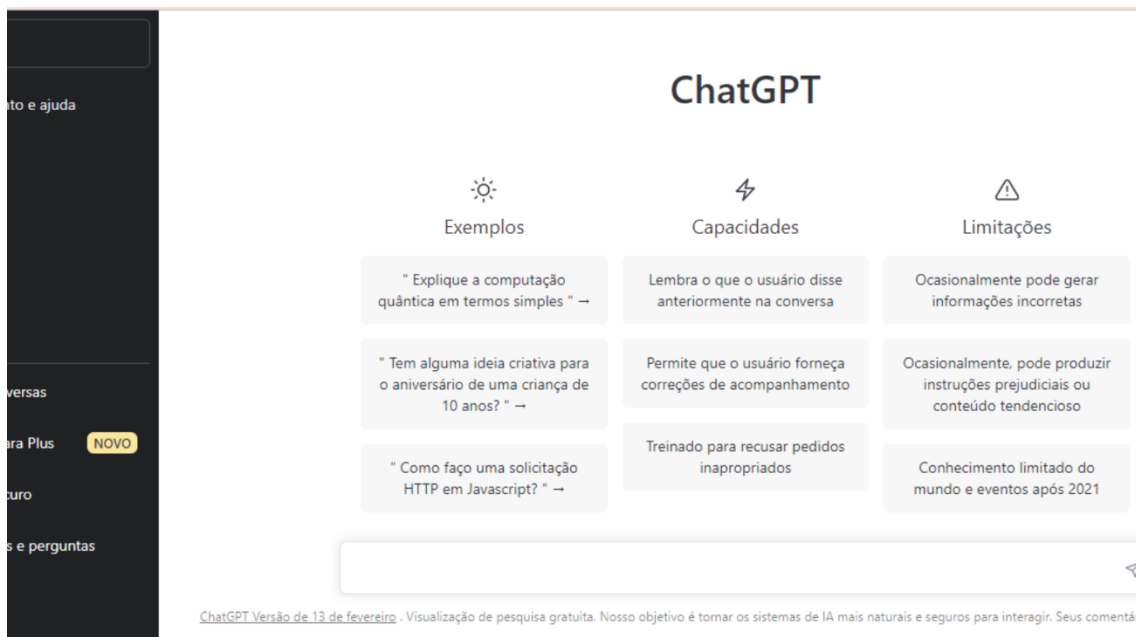 to e ajuda
versas
ara Plus NOVO
curo
s e perguntas
ChatGPT
Exemplos
" Explique a computação
quântica em termos simples " →
" Tem alguma ideia criativa para
o aniversário de uma criança de
10 anos? " →
" Como faço uma solicitação
HTTP em Javascript? " →
Capacidades
Lembra o que o usuário disse
anteriormente na conversa
Permite que o usuário forneça
correções de acompanhamento
Treinado para recusar pedidos
inapropriados
Limitações
Ocasionalmente pode gerar
informações incorretas
Ocasionalmente, pode produzir
instruções prejudiciais ou
conteúdo tendencioso
Conhecimento limitado do
mundo e eventos após 2021
ChatGPT Versão de 13 de fevereiro . Visualização de pesquisa gratuita. Nosso objetivo é tornar os sistemas de IA mais naturais e seguros para interagir. Seus comentá